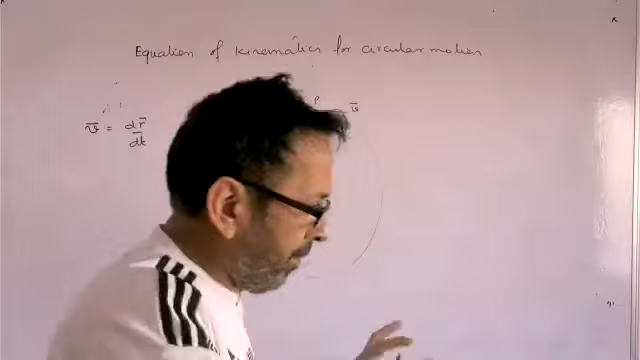 Equation of kinematics for circular motion
P v̅
v̅ = dr̅
dt